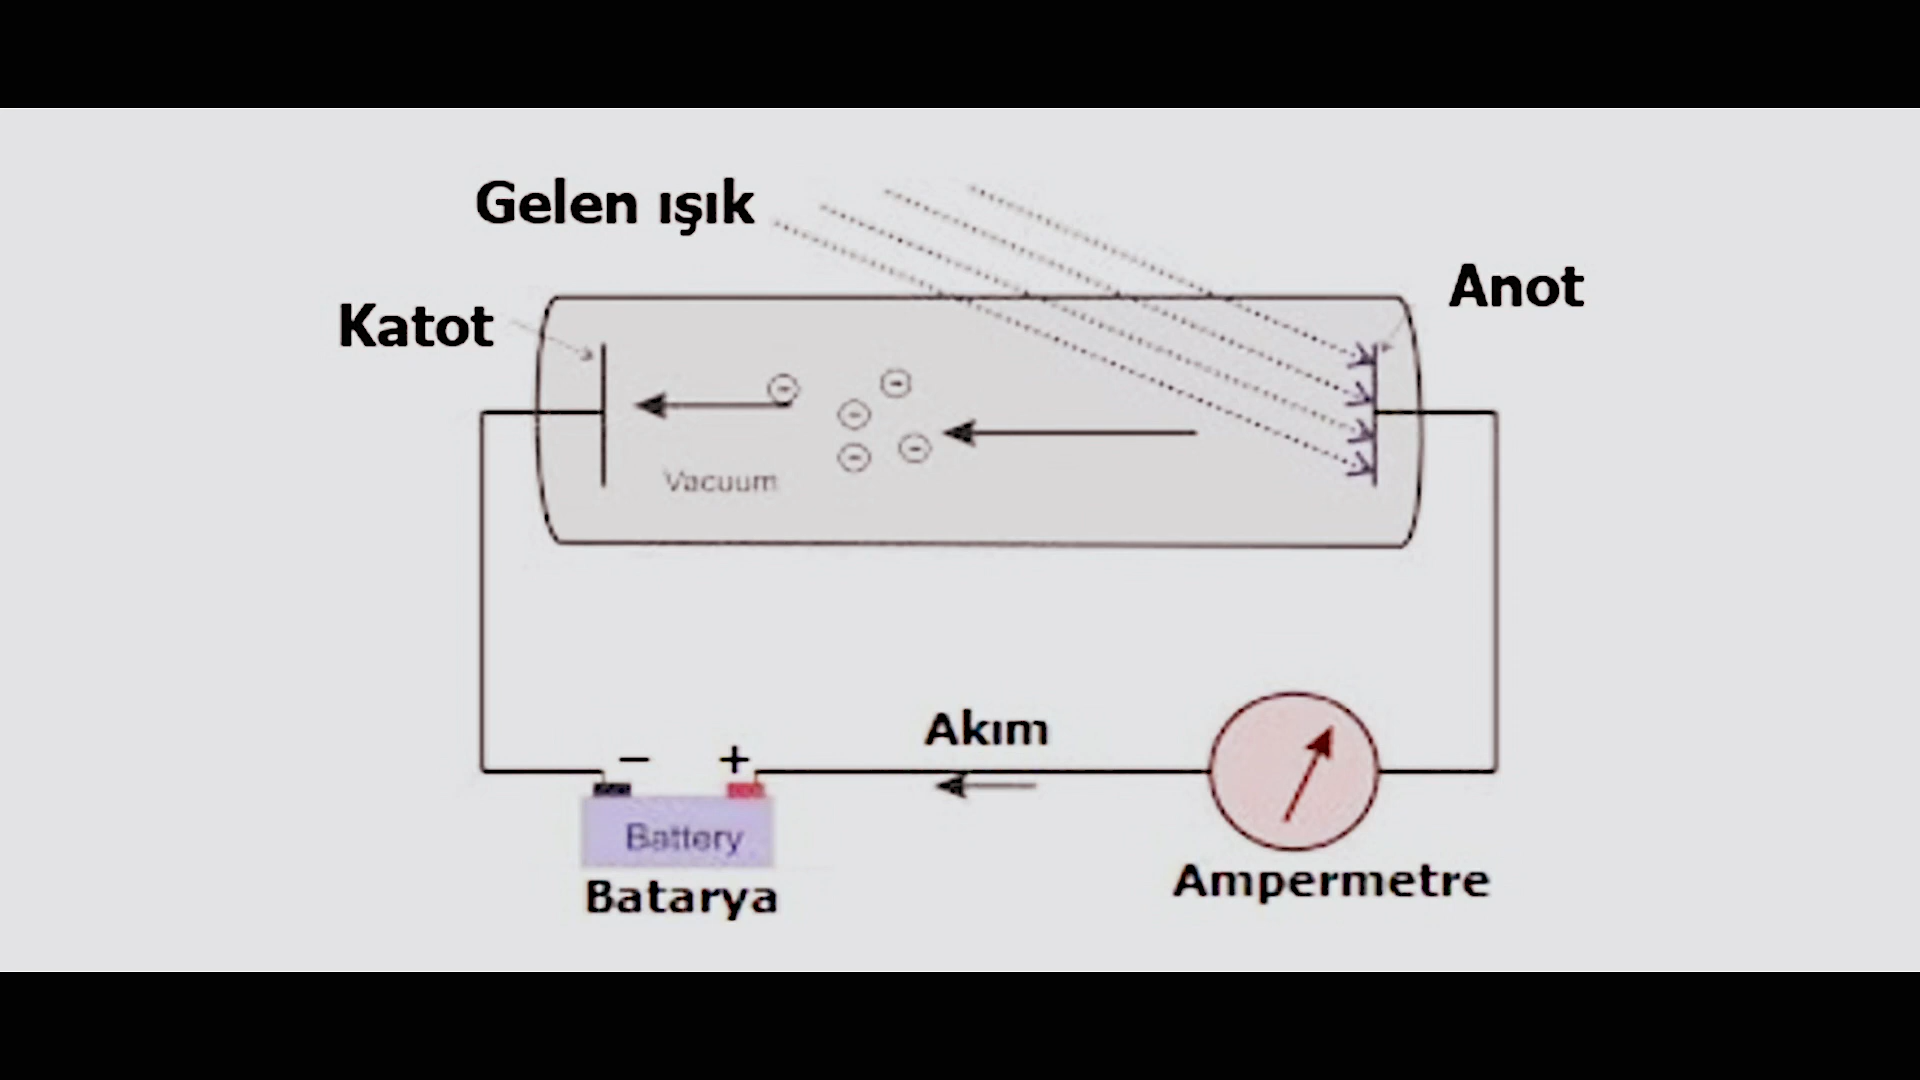 Gelen ışık
Anot
Katot
Vacuum
Akım
− +
Battery
Batarya
Ampermetre